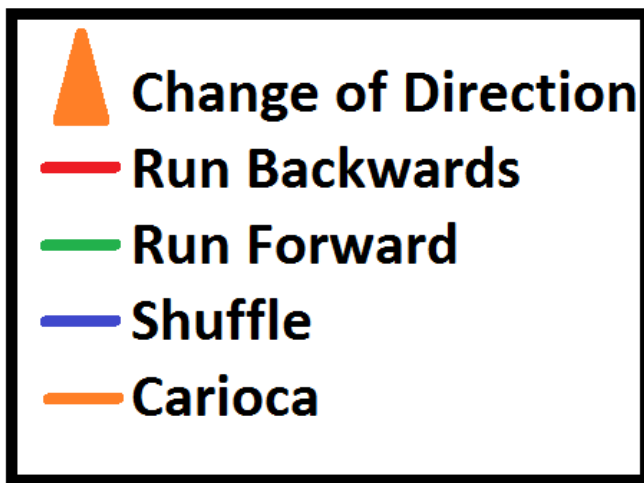 Change of Direction
Run Backwards
Run Forward
Shuffle
Carioca